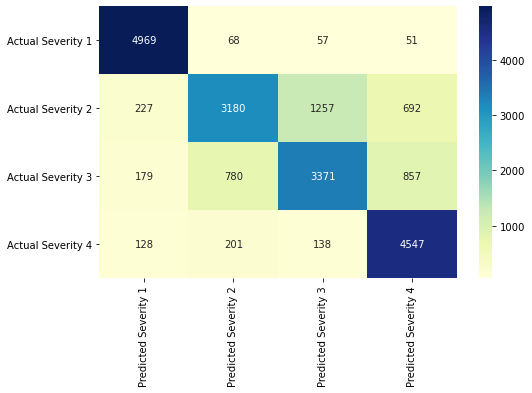 Actual Severity 1 4969 68 57 51
Actual Severity 2 227 3180 1257 692
Actual Severity 3 179 780 3371 857
Actual Severity 4 128 201 138 4547
Predicted Severity 1
Predicted Severity 2
Predicted Severity 3
Predicted Severity 4
4000
3000
2000
1000